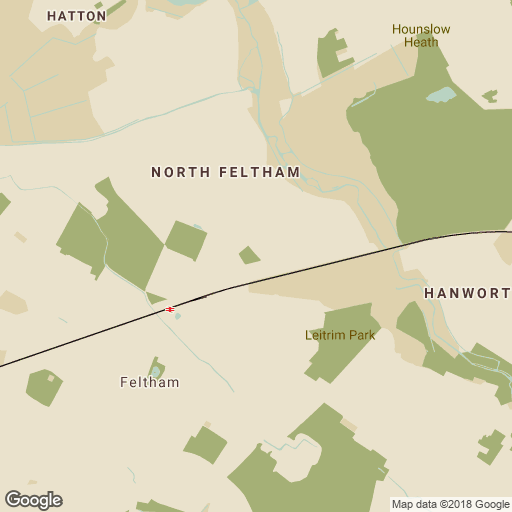 HATTON
Hounslow
Heath
NORTH FELTHAM
HANWORT
Leitrim Park
Feltham
Google
Map data ©2018 Google